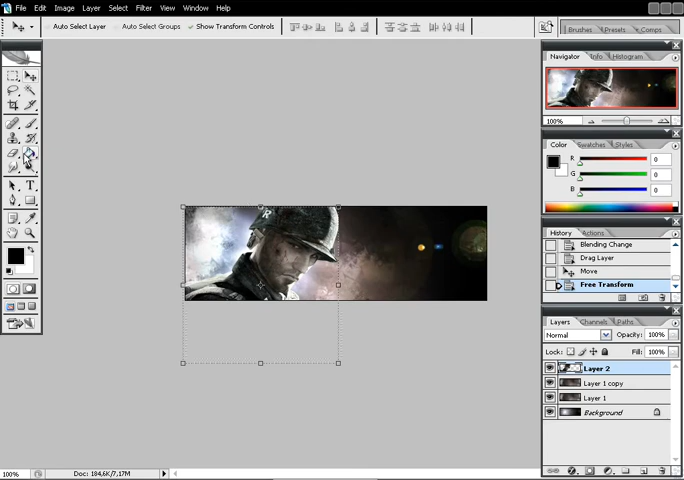 File Edit Image Layer Select Filter View Window Help
Auto Select Layer Auto Select Groups Show Transform Controls
Brushes Presets Comps
Navigator Info Histogram
100%
Color Swatches Styles
R 0
G 0
B 0
History Actions
Blending Change
Drag Layer
Move
Free Transform
Layers Channels Paths
Normal Opacity: 100%
Lock: Fill: 100%
Layer 2
Layer 1 copy
Layer 1
Background
T
R
100% Doc: 184,6K/7,17M